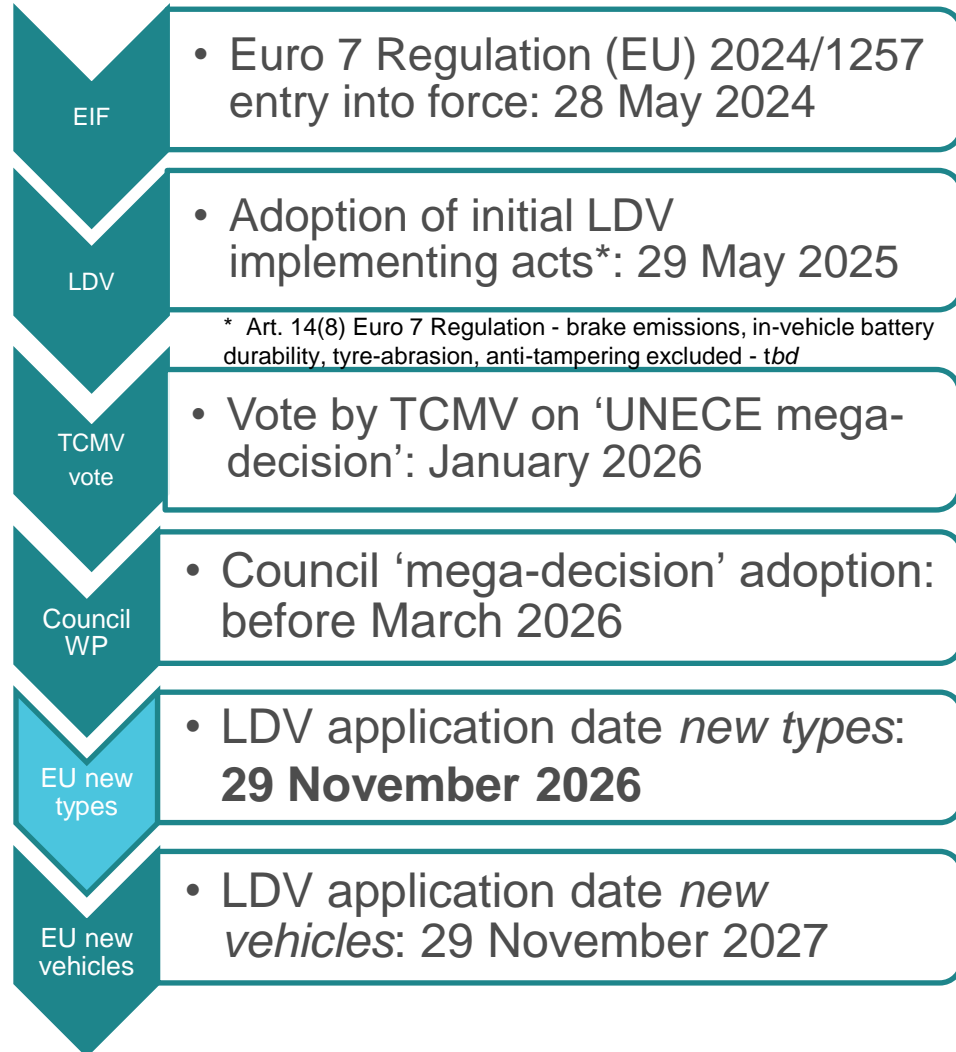 EIF
• Euro 7 Regulation (EU) 2024/1257
entry into force: 28 May 2024
LDV
• Adoption of initial LDV
implementing acts*: 29 May 2025
* Art. 14(8) Euro 7 Regulation - brake emissions, in-vehicle battery
durability, tyre-abrasion, anti-tampering excluded - tbd
TCMV
vote
• Vote by TCMV on ‘UNECE mega-
decision’: January 2026
Council
WP
• Council ‘mega-decision’ adoption:
before March 2026
EU new
types
• LDV application date new types:
29 November 2026
EU new
vehicles
• LDV application date new
vehicles: 29 November 2027